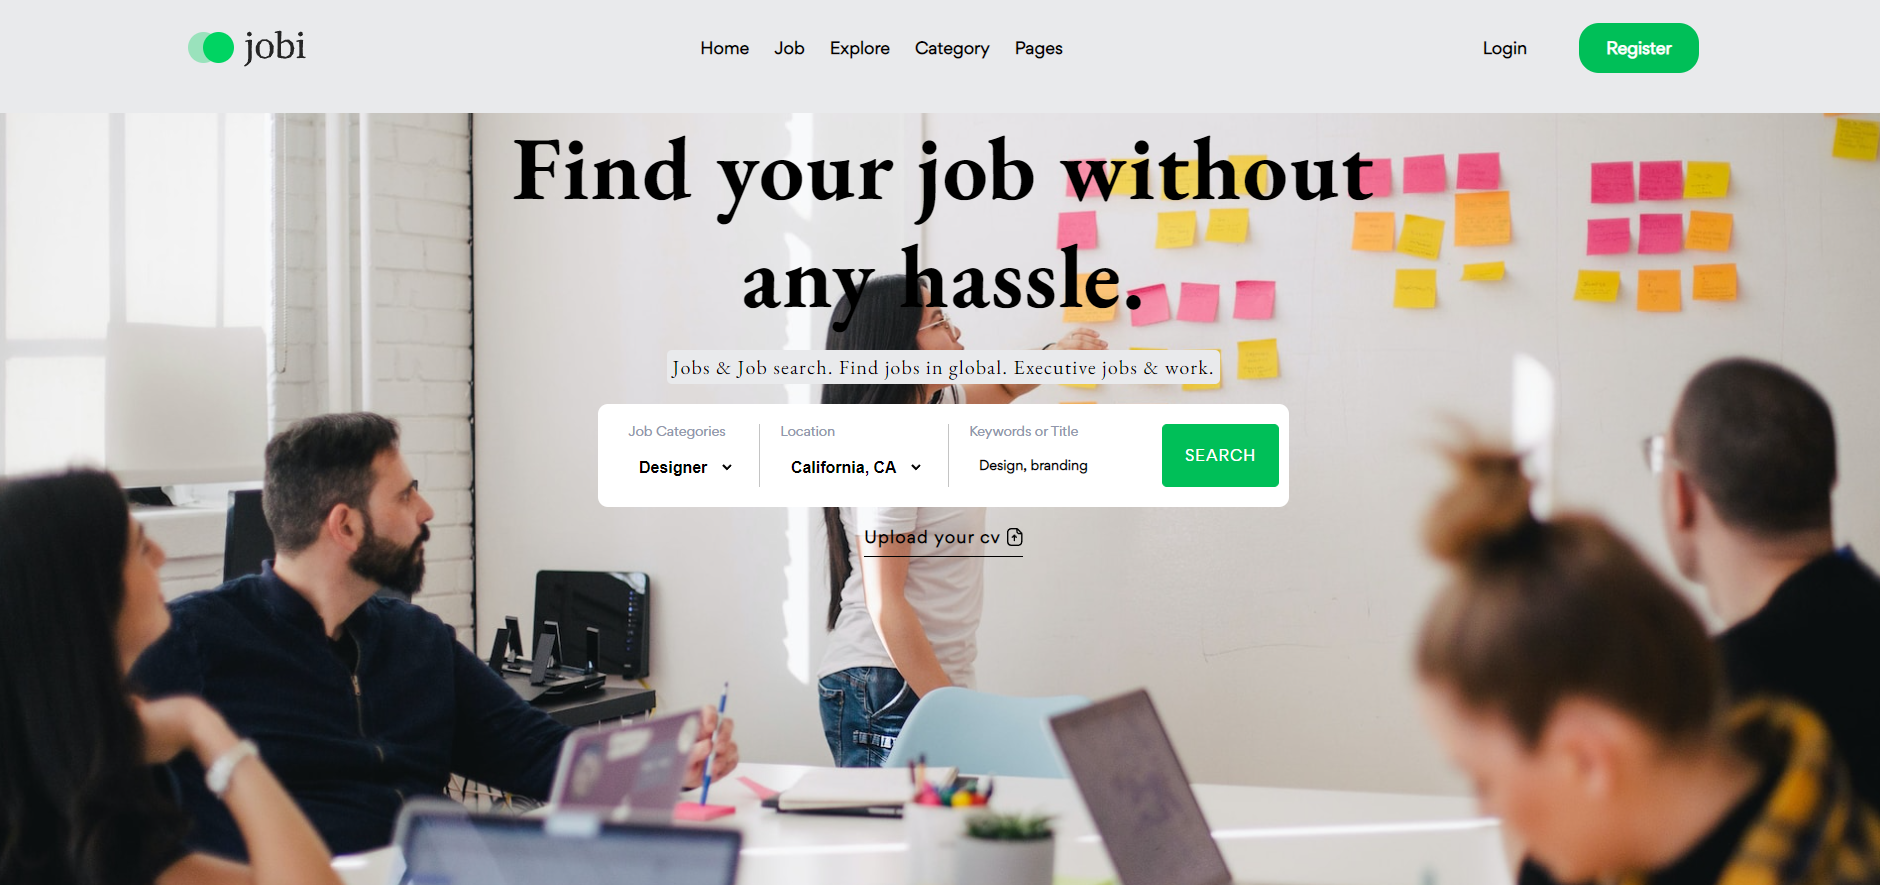 jobi
Home Job Explore Category Pages
Login
Register
Find your job without
any hassle.
Jobs & Job search. Find jobs in global. Executive jobs & work.
Job Categories Location Keywords or Title
Designer California, CA Design, branding
SEARCH
Upload your cv